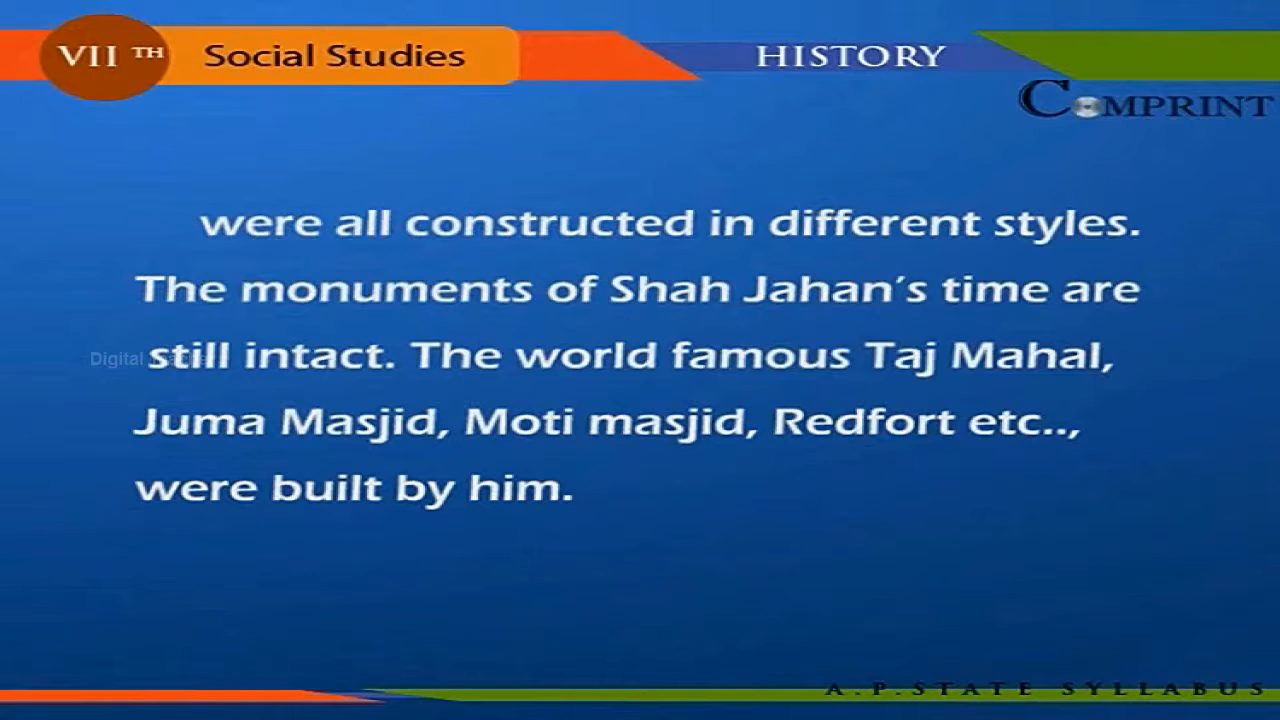 VII TH Social Studies HISTORY
COMPRINT
were all constructed in different styles.
The monuments of Shah Jahan's time are
still intact. The world famous Taj Mahal,
Juma Masjid, Moti masjid, Redfort etc..,
were built by him.
Digital
A.P.STATE SYLLABUS